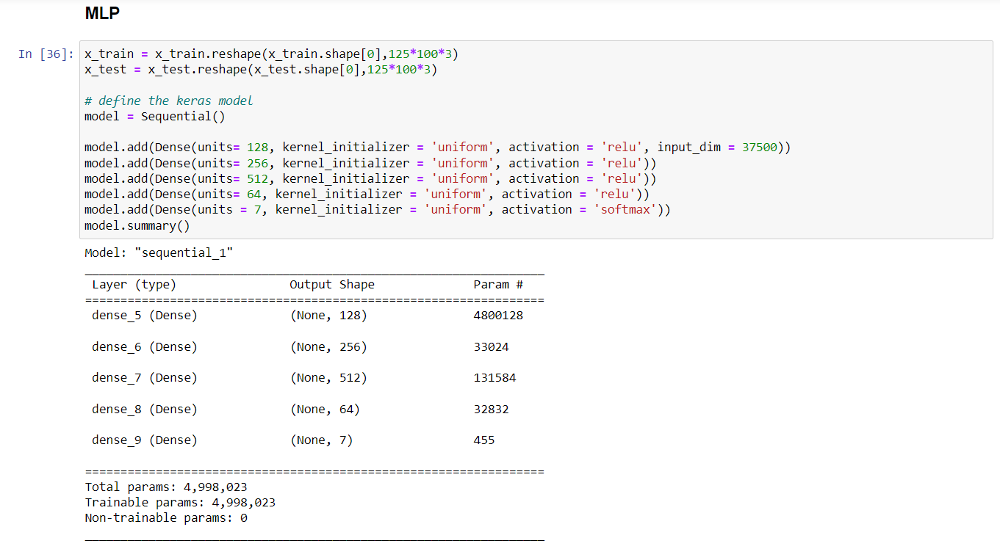 MLP
In [36]: x_train = x_train.reshape(x_train.shape[0],125*100*3)
x_test = x_test.reshape(x_test.shape[0],125*100*3)
# define the keras model
model = Sequential()
model.add(Dense(units= 128, kernel_initializer = 'uniform', activation = 'relu', input_dim = 37500))
model.add(Dense(units= 256, kernel_initializer = 'uniform', activation = 'relu'))
model.add(Dense(units= 512, kernel_initializer = 'uniform', activation = 'relu'))
model.add(Dense(units= 64, kernel_initializer = 'uniform', activation = 'relu'))
model.add(Dense(units = 7, kernel_initializer = 'uniform', activation = 'softmax'))
model.summary()
Model: "sequential_1"
Layer (type) Output Shape Param #
dense_5 (Dense) (None, 128) 4800128
dense_6 (Dense) (None, 256) 33024
dense_7 (Dense) (None, 512) 131584
dense_8 (Dense) (None, 64) 32832
dense_9 (Dense) (None, 7) 455
Total params: 4,998,023
Trainable params: 4,998,023
Non-trainable params: 0